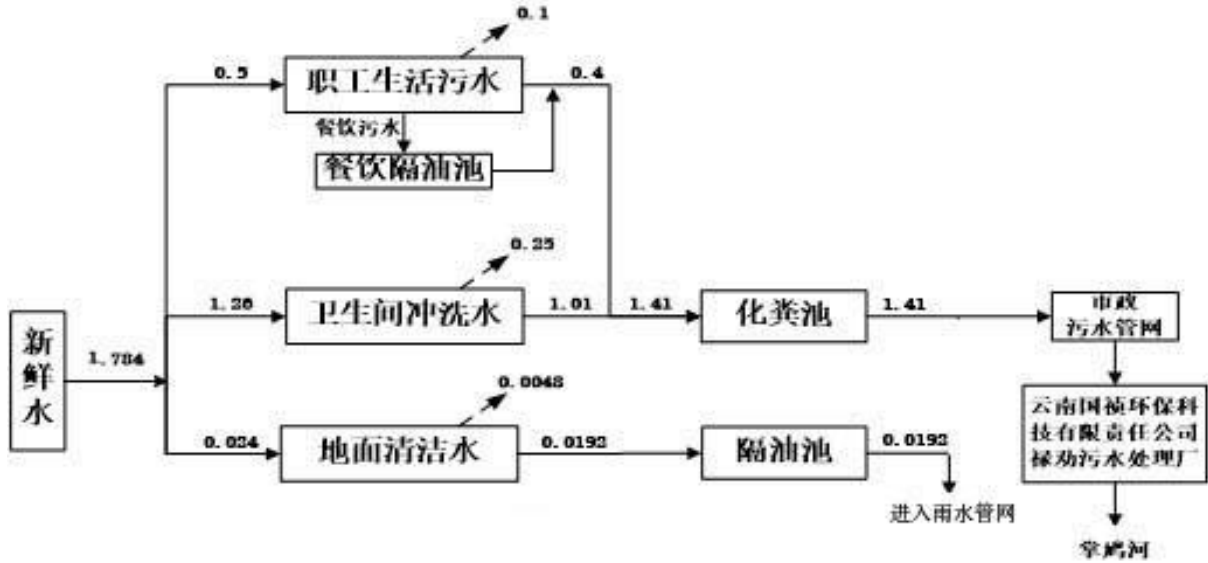 0.1
0.5
职工生活污水
0.4
餐饮污水
餐饮隔油池
0.25
1.26
卫生间冲洗水
1.01
1.41
化粪池
1.41
市政
污水管网
新鲜水
1.784
0.0048
0.024
地面清洁水
0.0192
隔油池
0.0192
进入雨水管网
云南国祯环保科
技有限责任公司
禄劝污水处理厂
掌鸠河